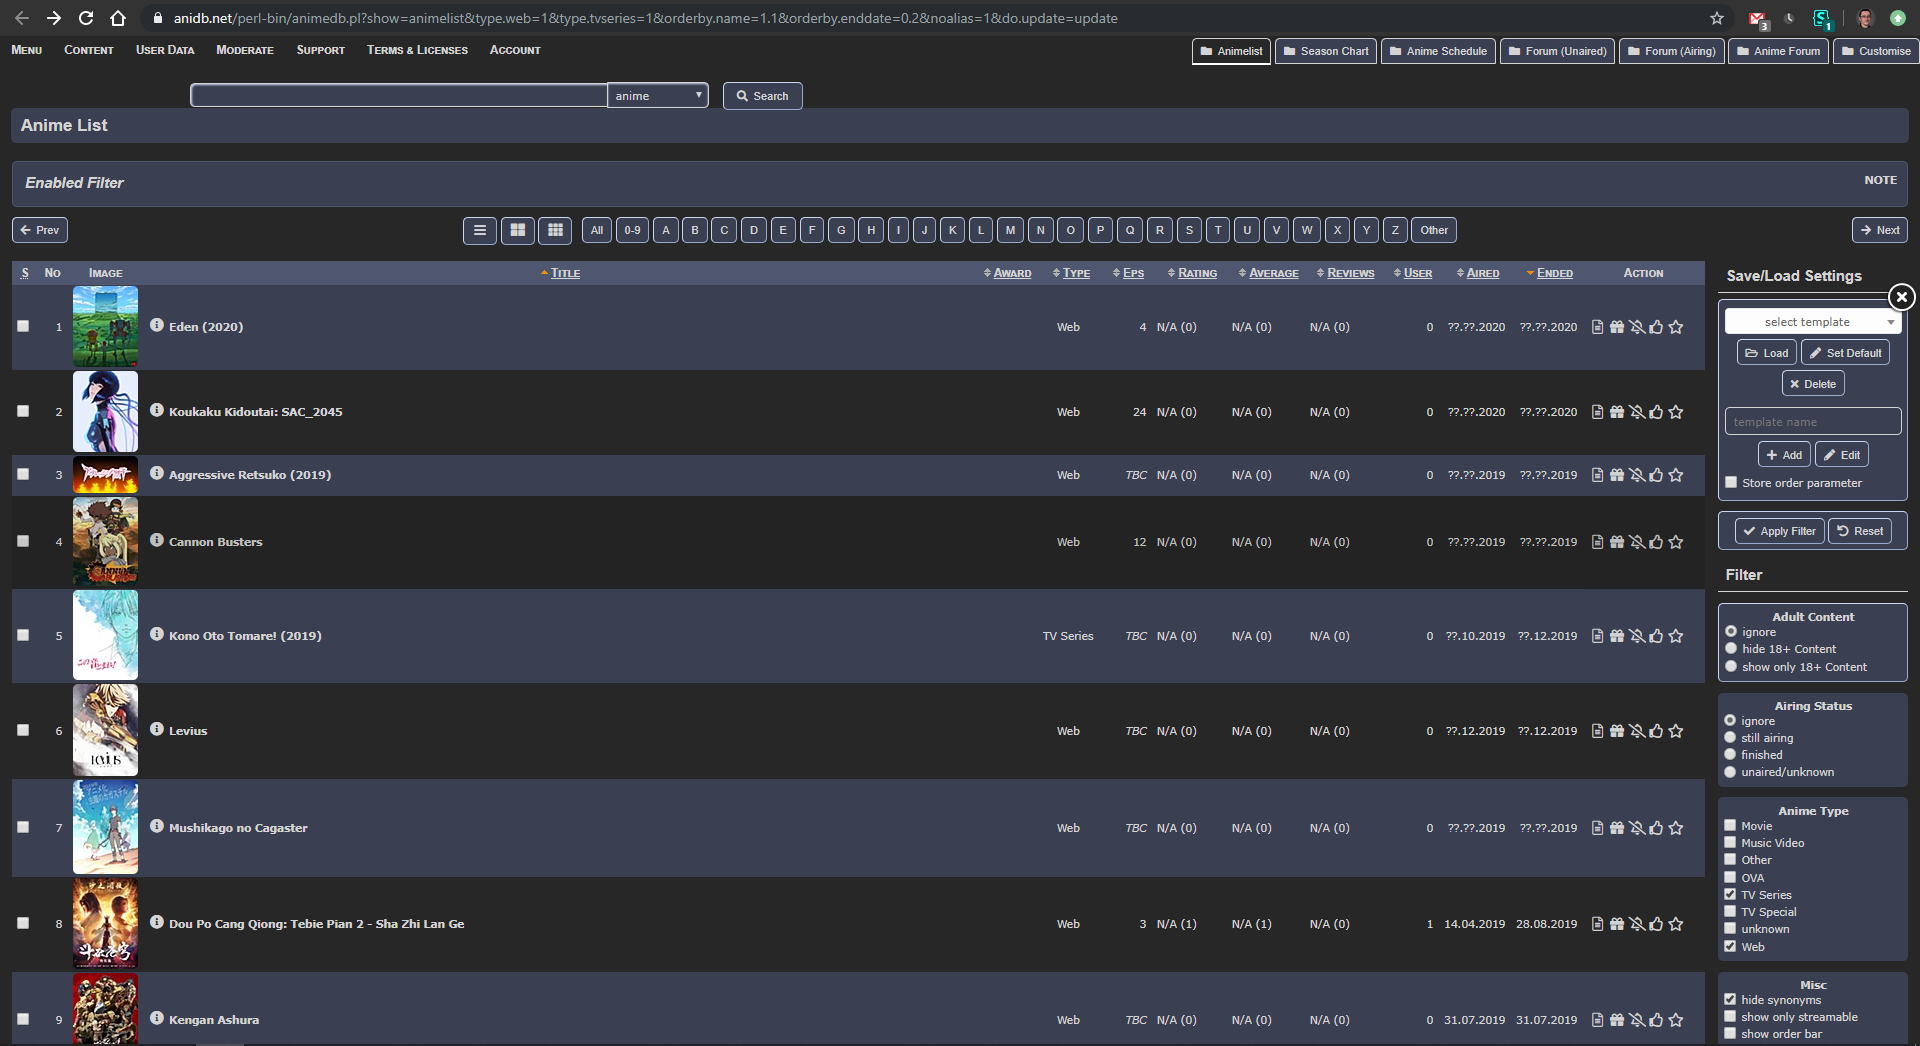 anidb.net/perl-bin/animedb.pl?show=animelist&type.web=1&type.tvseries=1&orderby.name=1.1&orderby.enddate=0.2&noalias=1&do.update=update
3
1
Menu Content User Data Moderate Support Terms & Licenses Account
Animelist Season Chart Anime Schedule Forum (Unaired) Forum (Airing) Anime Forum Customise
anime Search
Anime List
Enabled Filter NOTE
Prev All 0-9 A B C D E F G H I J K L M N O P Q R S T U V W X Y Z Other Next
S No Image Title Award Type Eps Rating Average Reviews User Aired Ended Action
1 Eden (2020) Web 4 N/A (0) N/A (0) N/A (0) 0 ??.??.2020 ??.??.2020
2 Koukaku Kidoutai: SAC_2045 Web 24 N/A (0) N/A (0) N/A (0) 0 ??.??.2020 ??.??.2020
3 Aggressive Retsuko (2019) Web TBC N/A (0) N/A (0) N/A (0) 0 ??.??.2019 ??.??.2019
4 Cannon Busters Web 12 N/A (0) N/A (0) N/A (0) 0 ??.??.2019 ??.??.2019
5 Kono Oto Tomare! (2019) TV Series TBC N/A (0) N/A (0) N/A (0) 0 ??.10.2019 ??.12.2019
6 Levius Web TBC N/A (0) N/A (0) N/A (0) 0 ??.12.2019 ??.12.2019
7 Mushikago no Cagaster Web TBC N/A (0) N/A (0) N/A (0) 0 ??.??.2019 ??.??.2019
8 Dou Po Cang Qiong: Tebie Pian 2 - Sha Zhi Lan Ge Web 3 N/A (1) N/A (1) N/A (0) 1 14.04.2019 28.08.2019
9 Kengan Ashura Web TBC N/A (0) N/A (0) N/A (0) 0 31.07.2019 31.07.2019
Save/Load Settings
select template
Load Set Default
Delete
template name
Add Edit
Store order parameter
Apply Filter Reset
Filter
Adult Content
ignore
hide 18+ Content
show only 18+ Content
Airing Status
ignore
still airing
finished
unaired/unknown
Anime Type
Movie
Music Video
Other
OVA
TV Series
TV Special
unknown
Web
Misc
hide synonyms
show only streamable
show order bar